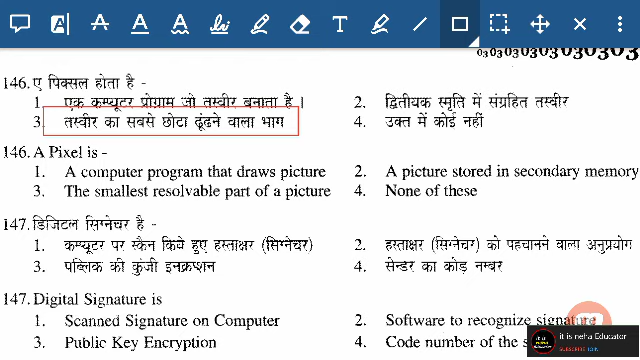 030303030303030
146. ए पिक्सल होता है -
1. एक कम्प्यूटर प्रोग्राम जो तस्वीर बनाता है । 2. द्वितीयक स्मृति में संग्रहित तस्वीर
3. तस्वीर का सबसे छोटा ढूंढने वाला भाग 4. उक्त में कोई नहीं
146. A Pixel is -
1. A computer program that draws picture 2. A picture stored in secondary memory
3. The smallest resolvable part of a picture 4. None of these
147. डिजिटल सिग्नेचर है -
1. कम्प्यूटर पर स्कैन किये हुए हस्ताक्षर (सिग्नेचर) 2. हस्ताक्षर (सिग्नेचर) को पहचानने वाला अनुप्रयोग
3. पब्लिक की कुंजी इनक्रप्शन 4. सेन्डर का कोड़ नम्बर
147. Digital Signature is
1. Scanned Signature on Computer 2. Software to recognize signature
3. Public Key Encryption 4. Code number of the
it is neha Educator
SUBSCRIBE JOIN